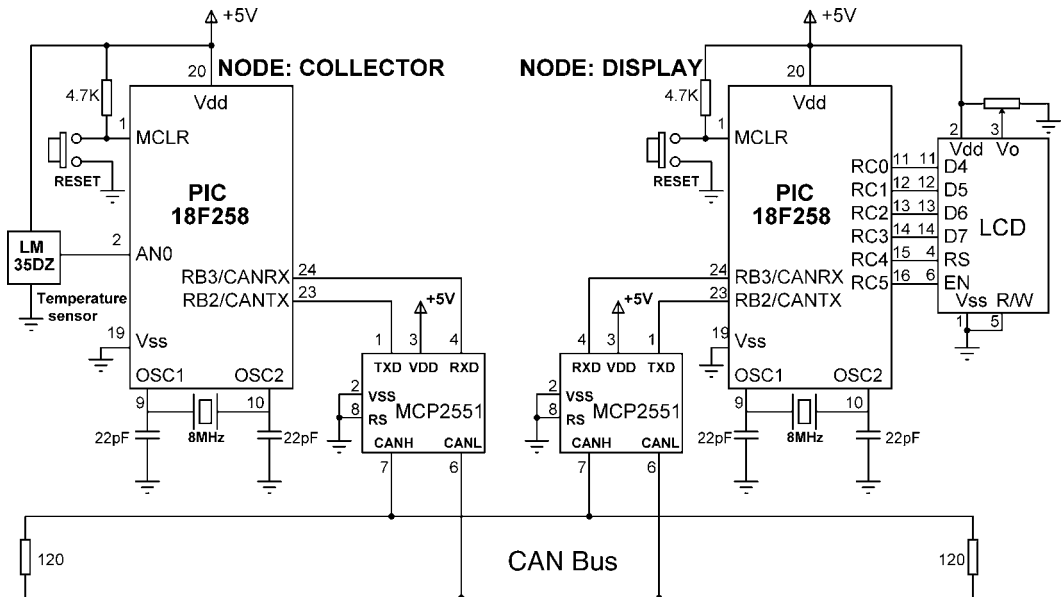 +5V
+5V
20
NODE: COLLECTOR
NODE: DISPLAY
20
4.7K
Vdd
4.7K
Vdd
1
MCLR
1
MCLR
2
3
Vdd
Vo
RESET
RESET
PIC
18F258
PIC
18F258
RC0
11
11
D4
RC1
12
12
D5
RC2
13
13
D6
RC3
14
14
D7
LCD
RC4
15
4
RS
RC5
16
6
EN
LM
35DZ
2
AN0
Temperature
sensor
RB3/CANRX
24
RB2/CANTX
23
24
RB3/CANRX
23
RB2/CANTX
Vss
R/W
1
5
+5V
+5V
19
Vss
19
Vss
1
3
4
4
3
1
TXD
VDD
RXD
RXD
VDD
TXD
OSC1
OSC2
OSC1
OSC2
2
VSS
2
VSS
8
RS
MCP2551
8
RS
MCP2551
9
10
9
10
22pF
8MHz
22pF
22pF
8MHz
22pF
CANH
CANL
CANH
CANL
7
6
7
6
120
CAN Bus
120